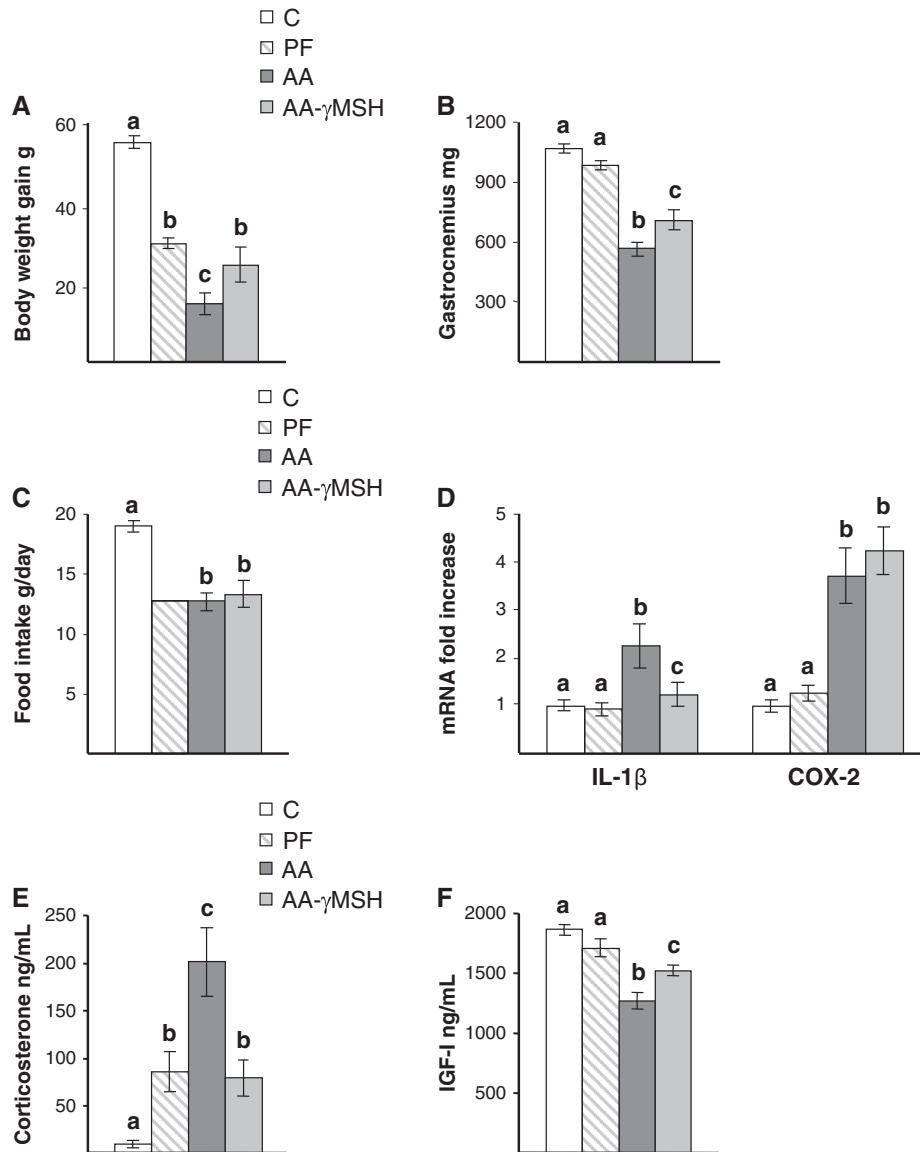 C
PF
AA
AA-γMSH
A
Body weight gain g
60
40
20
a
b
c
b
B
Gastrocnemius mg
1200
900
600
300
a
a
b
c
C
PF
AA
AA-γMSH
C
Food intake g/day
20
15
10
5
a
b
b
D
mRNA fold increase
5
4
3
2
1
a
a
b
c
a
a
b
b
IL-1β
COX-2
C
PF
AA
AA-γMSH
E
Corticosterone ng/mL
250
200
150
100
50
a
b
c
b
F
IGF-I ng/mL
2000
1500
1000
500
a
a
b
c